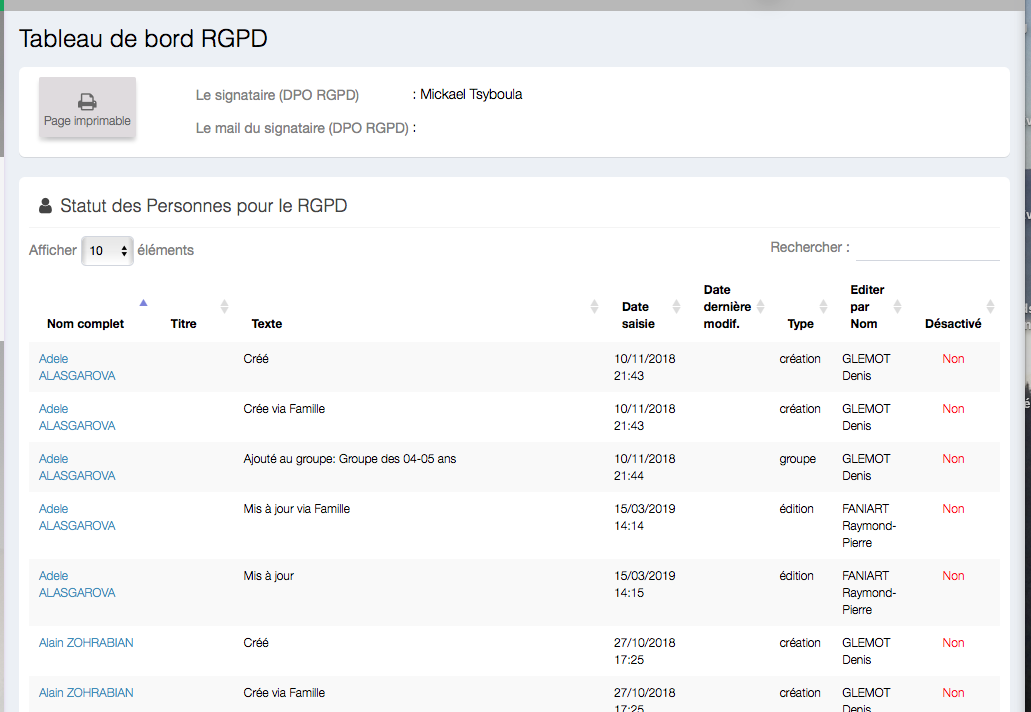 Tableau de bord RGPD
Page imprimable
Le signataire (DPO RGPD) : Mickael Tsyboula
Le mail du signataire (DPO RGPD) :
Statut des Personnes pour le RGPD
Afficher 10 éléments
Rechercher :
Nom complet Titre Texte Date saisie Date dernière modif. Type Editer par Nom Désactivé
Adele ALASGAROVA Créé 10/11/2018 21:43 création GLEMOT Denis Non
Adele ALASGAROVA Crée via Famille 10/11/2018 21:43 création GLEMOT Denis Non
Adele ALASGAROVA Ajouté au groupe: Groupe des 04-05 ans 10/11/2018 21:44 groupe GLEMOT Denis Non
Adele ALASGAROVA Mis à jour via Famille 15/03/2019 14:14 édition FANIART Raymond-Pierre Non
Adele ALASGAROVA Mis à jour 15/03/2019 14:15 édition FANIART Raymond-Pierre Non
Alain ZOHRABIAN Créé 27/10/2018 17:25 création GLEMOT Denis Non
Alain ZOHRABIAN Crée via Famille 27/10/2018 17:25 création GLEMOT Denis Non